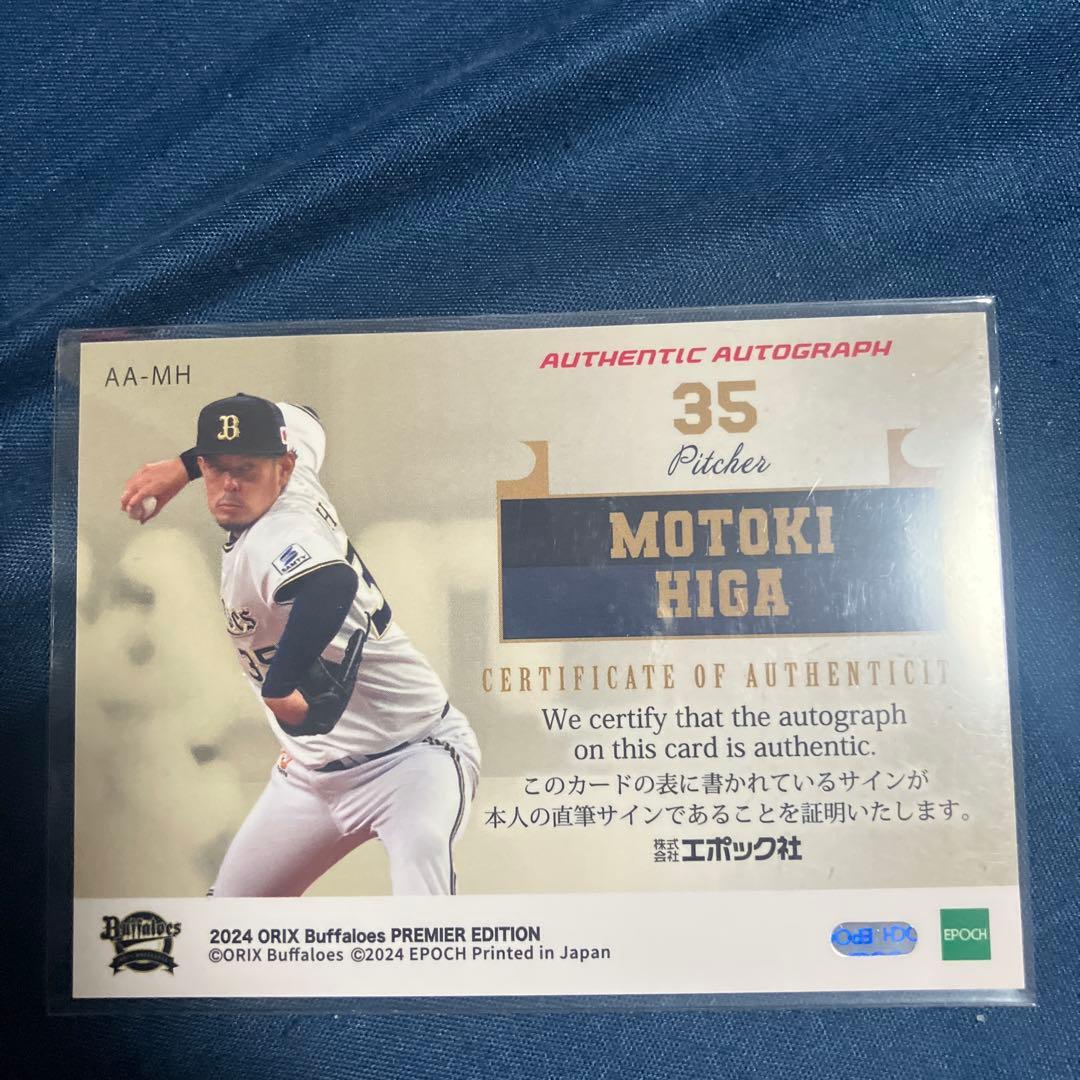 AA-MH
AUTHENTIC AUTOGRAPH
35
Pitcher
MOTOKI
HIGA
CERTIFICATE OF AUTHENTICIT
We certify that the autograph
on this card is authentic.
このカードの表に書かれているサインが
本人の直筆サインであることを証明いたします。
株式会社エポック社
B
H
SAMTY
35
Buffaloes
2024 ORIX Buffaloes PREMIER EDITION
©ORIX Buffaloes ©2024 EPOCH Printed in Japan
EPOCH